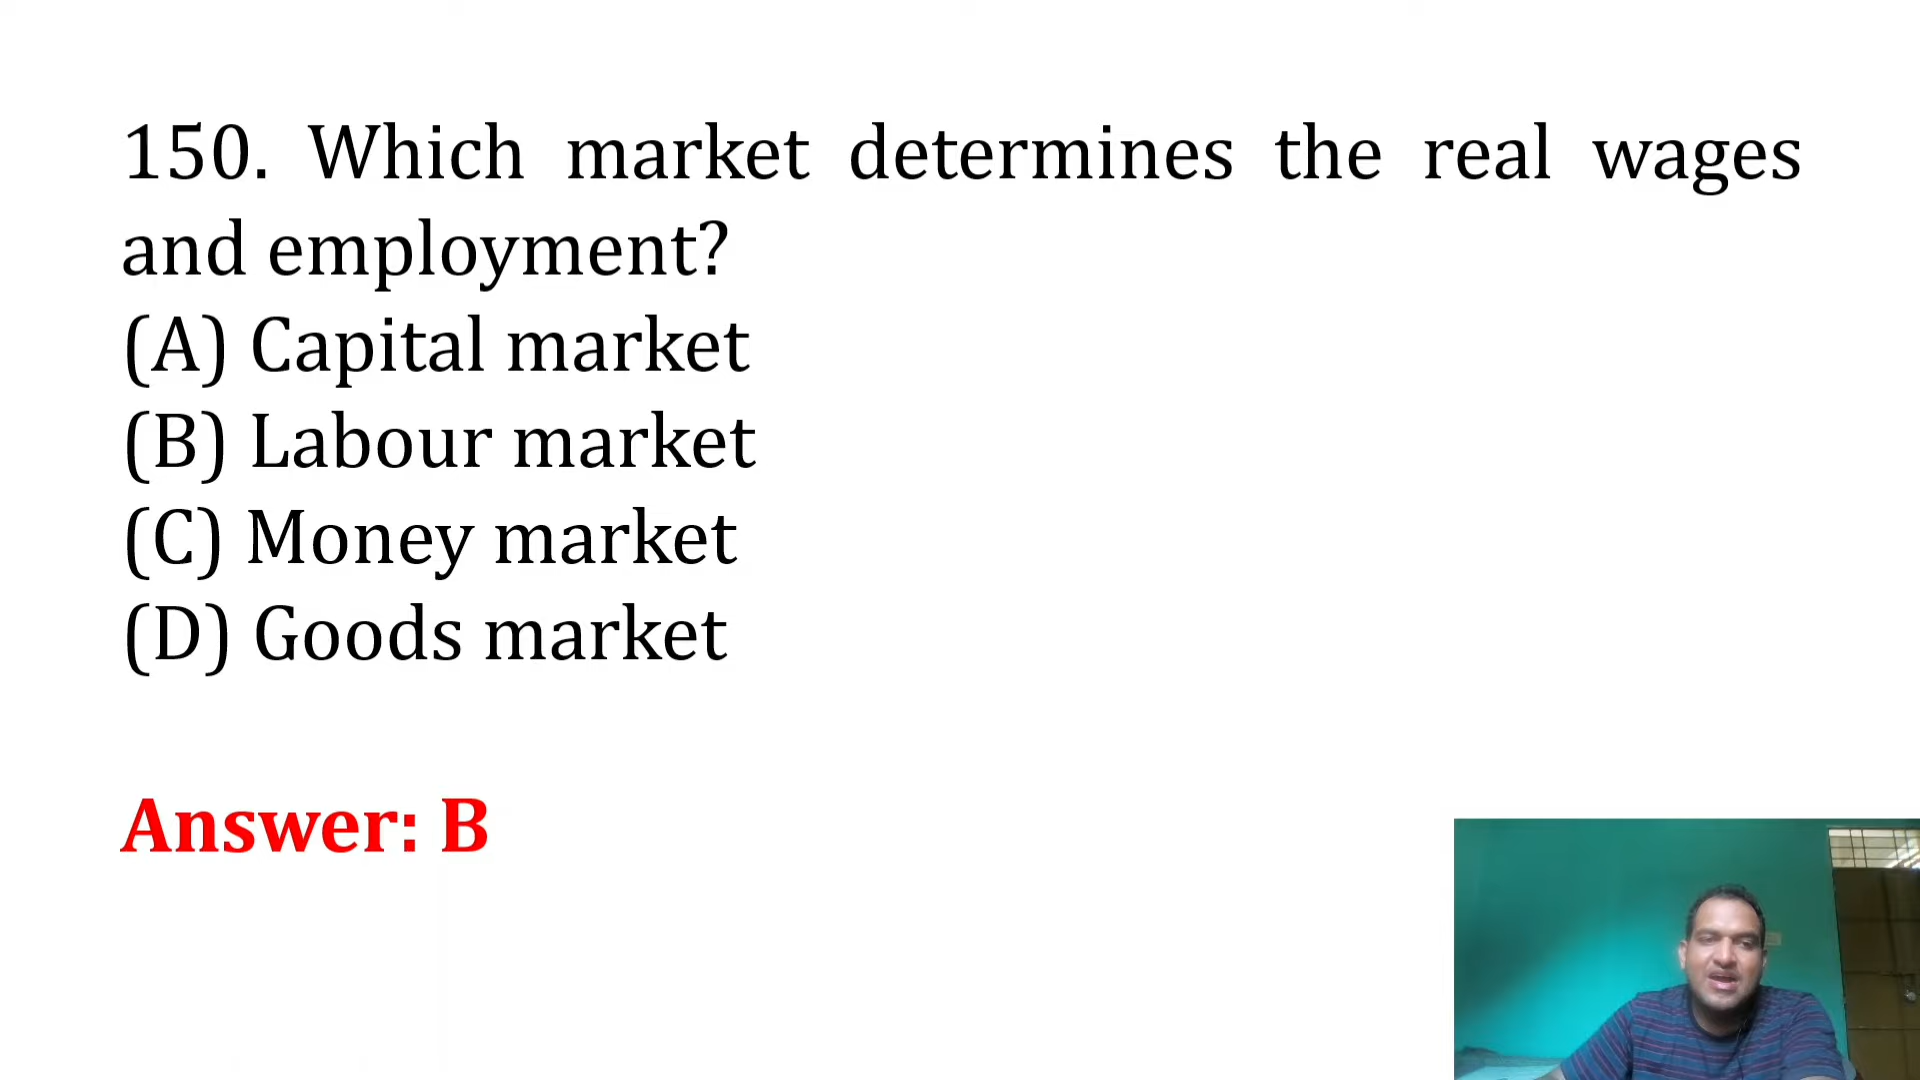 150. Which market determines the real wages
and employment?
(A) Capital market
(B) Labour market
(C) Money market
(D) Goods market
Answer: B